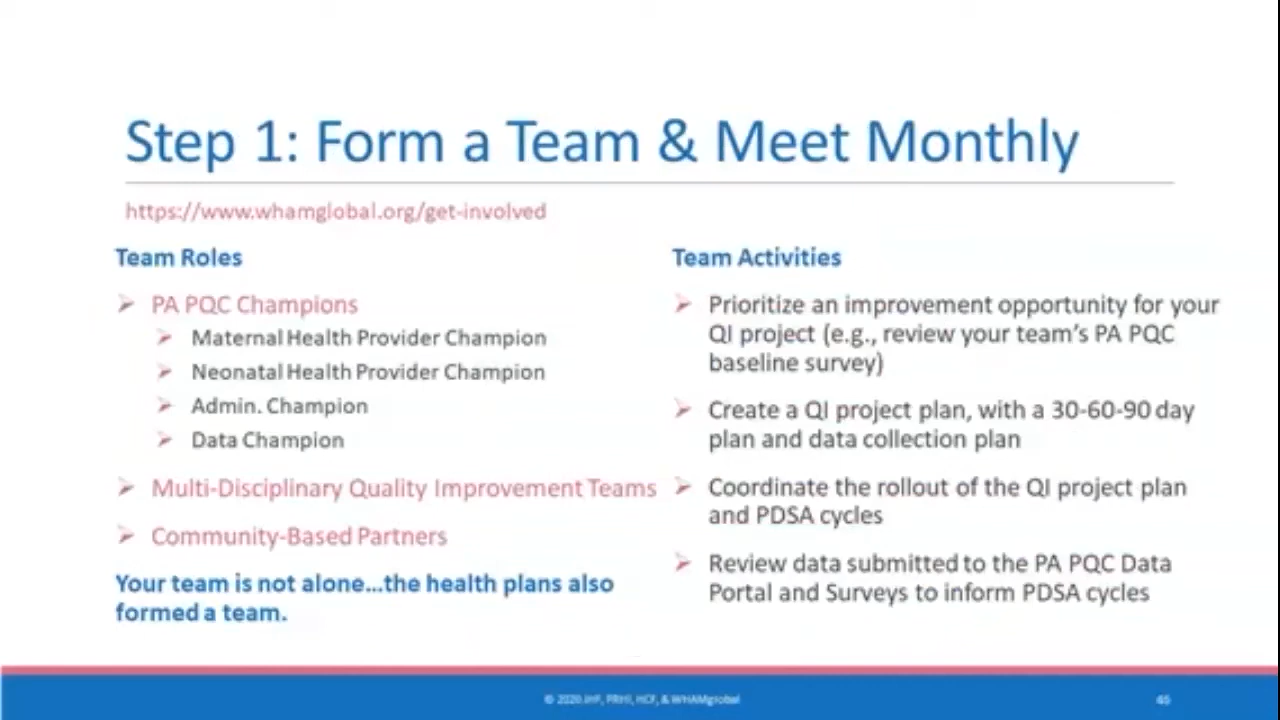 Step 1: Form a Team & Meet Monthly
https://www.whamglobal.org/get-involved
Team Roles
PA PQC Champions
Maternal Health Provider Champion
Neonatal Health Provider Champion
Admin. Champion
Data Champion
Multi-Disciplinary Quality Improvement Teams
Community-Based Partners
Your team is not alone...the health plans also
formed a team.
Team Activities
Prioritize an improvement opportunity for your
QI project (e.g., review your team's PA PQC
baseline survey)
Create a QI project plan, with a 30-60-90 day
plan and data collection plan
Coordinate the rollout of the QI project plan
and PDSA cycles
Review data submitted to the PA PQC Data
Portal and Surveys to inform PDSA cycles
© 2020 JHF, PRHI, HCF, & WHAMglobal
45